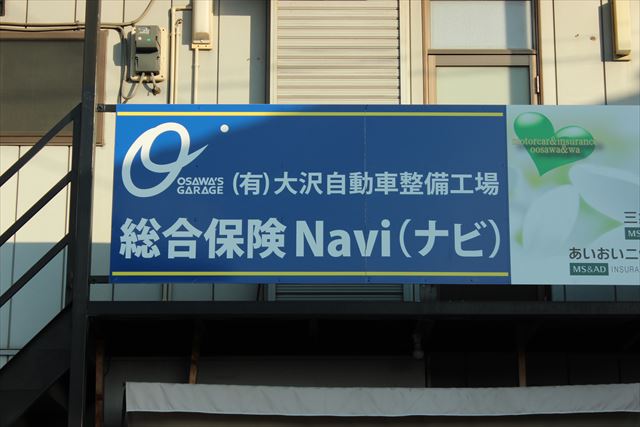 OSAWA'S
GARAGE
(有)大沢自動車整備工場
総合保険Navi(ナビ)
motorcar&insurance
oosawa&wa
三
MS
あいおいニ
MS&AD INSURA